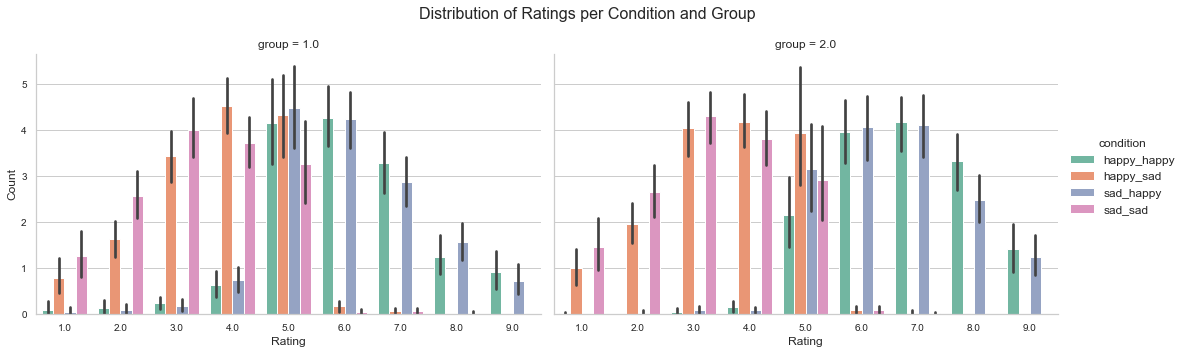 Distribution of Ratings per Condition and Group
group = 1.0
group = 2.0
Count
5
4
3
2
1
0
1.0 2.0 3.0 4.0 5.0 6.0 7.0 8.0 9.0
Rating
1.0 2.0 3.0 4.0 5.0 6.0 7.0 8.0 9.0
Rating
condition
happy_happy
happy_sad
sad_happy
sad_sad